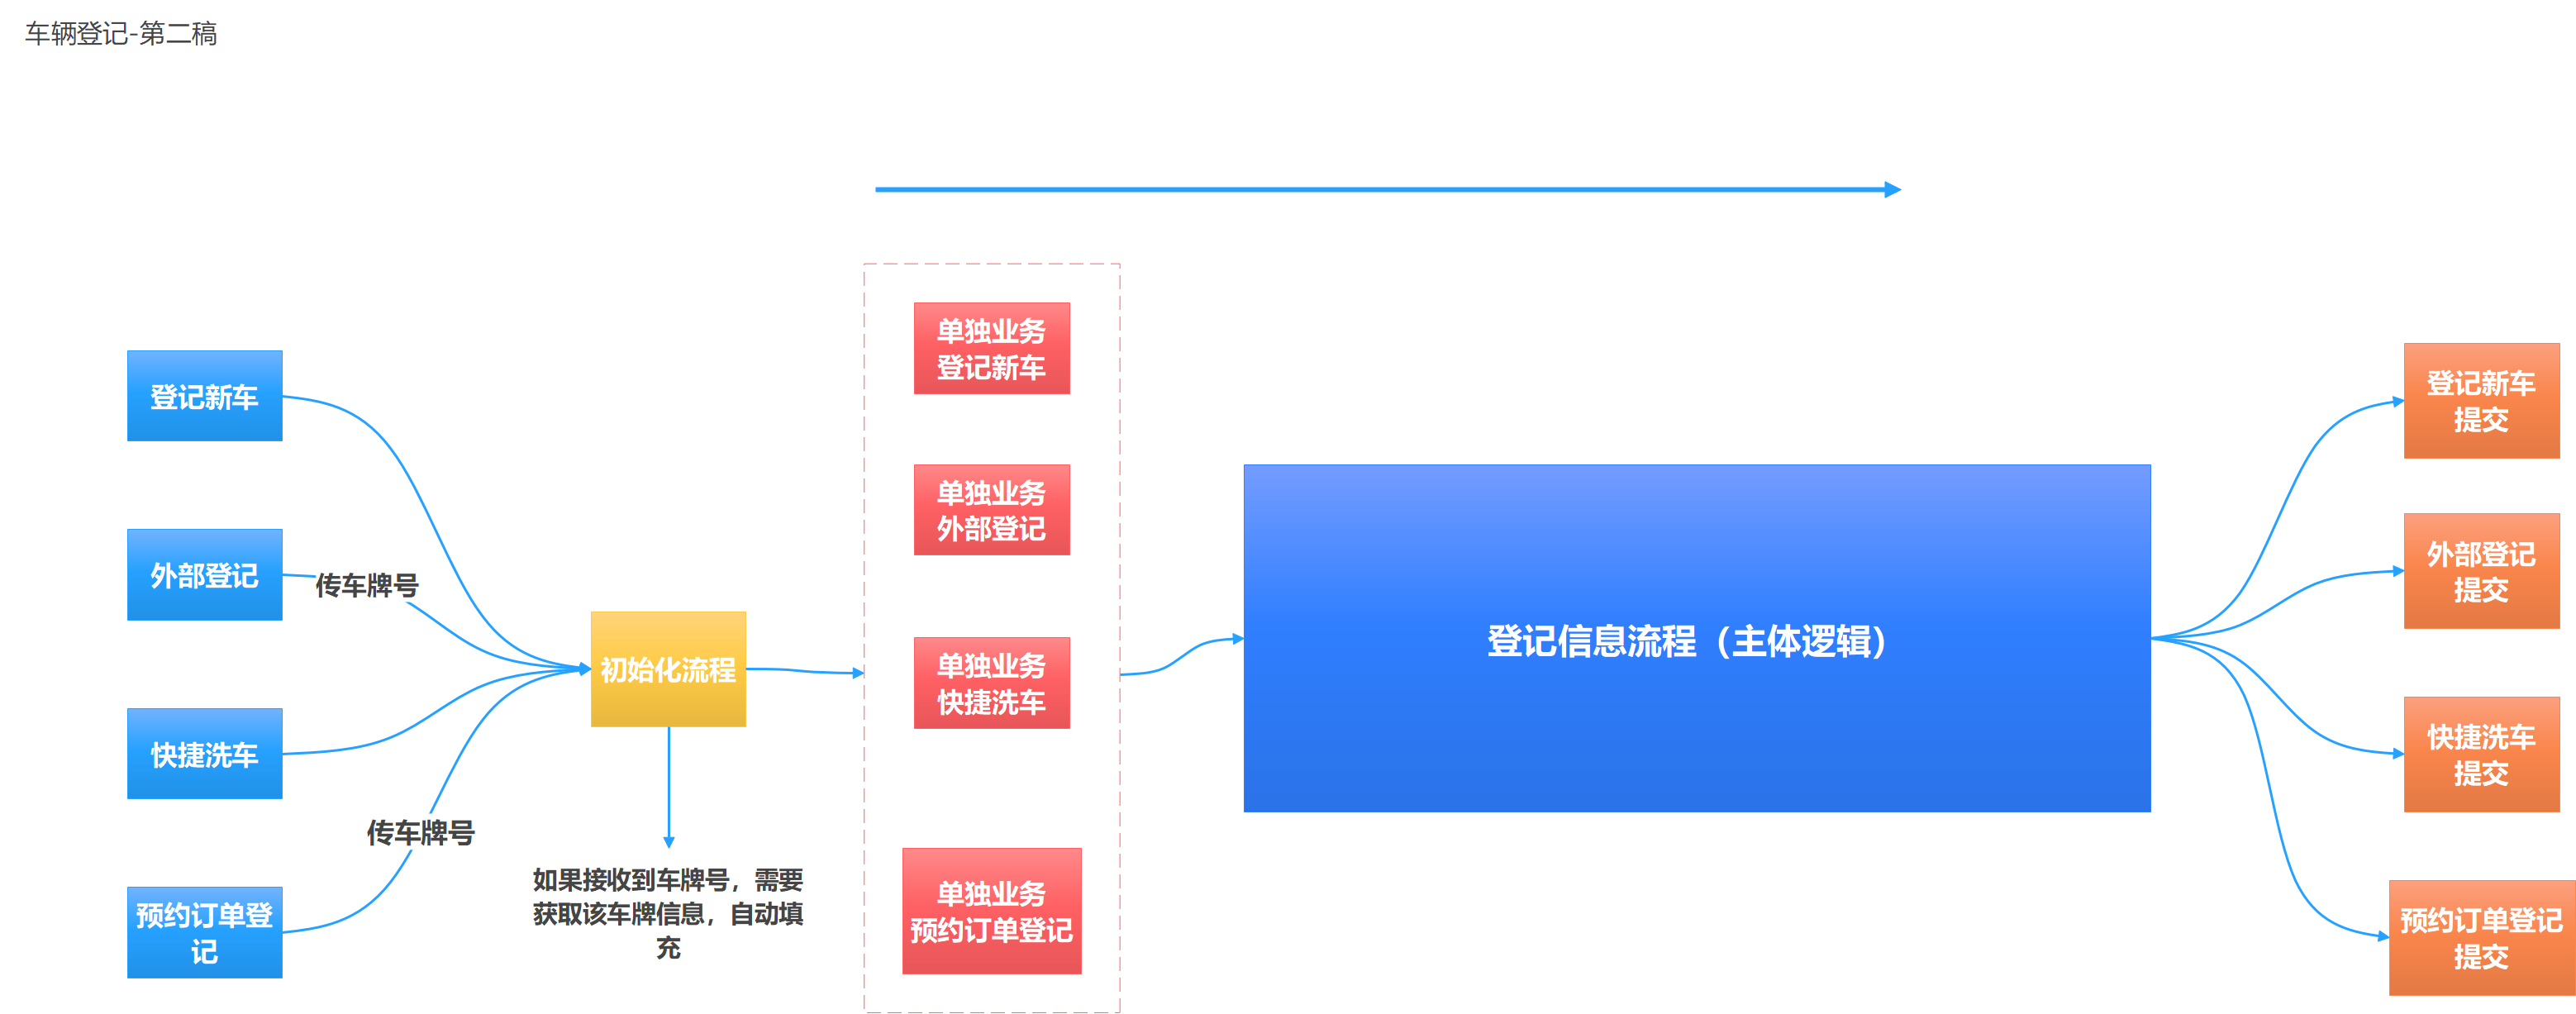 车辆登记-第二稿
登记新车
外部登记
快捷洗车
预约订单登
记
传车牌号
传车牌号
初始化流程
如果接收到车牌号，需要
获取该车牌信息，自动填
充
单独业务
登记新车
单独业务
外部登记
单独业务
快捷洗车
单独业务
预约订单登记
登记信息流程（主体逻辑）
登记新车
提交
外部登记
提交
快捷洗车
提交
预约订单登记
提交